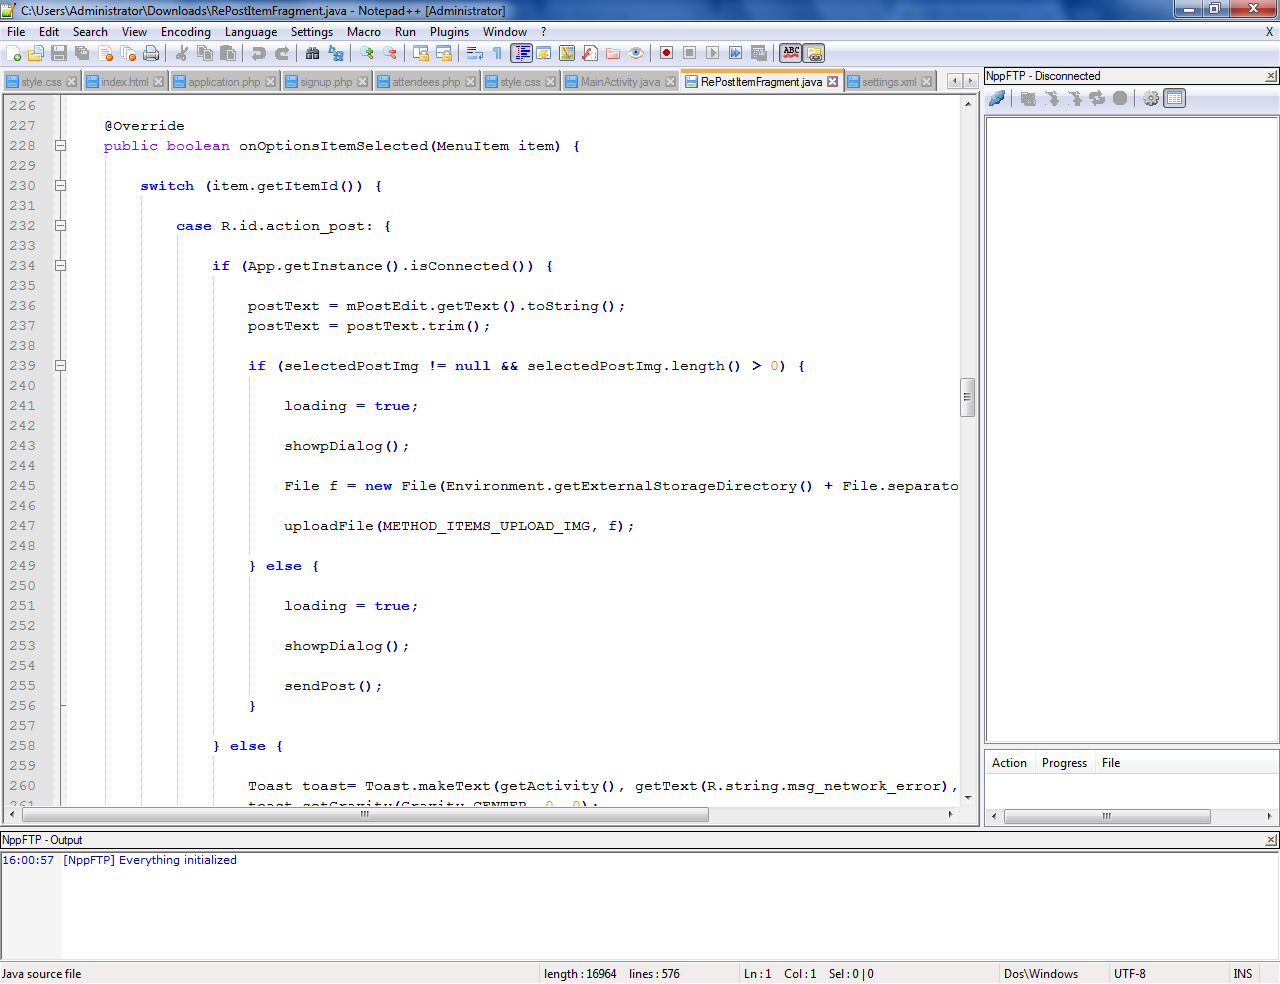 C:\Users\Administrator\Downloads\RePostItemFragment.java - Notepad++ [Administrator]
File Edit Search View Encoding Language Settings Macro Run Plugins Window ? X
style.css index.html application.php signup.php attendees.php style.css MainActivity.java RePostItemFragment.java settings.xml
NppFTP - Disconnected
226
227 @Override
228 public boolean onOptionsItemSelected(MenuItem item) {
229
230 switch (item.getItemId()) {
231
232 case R.id.action_post: {
233
234 if (App.getInstance().isConnected()) {
235
236 postText = mPostEdit.getText().toString();
237 postText = postText.trim();
238
239 if (selectedPostImg != null && selectedPostImg.length() > 0) {
240
241 loading = true;
242
243 showpDialog();
244
245 File f = new File(Environment.getExternalStorageDirectory() + File.separato
246
247 uploadFile(METHOD_ITEMS_UPLOAD_IMG, f);
248
249 } else {
250
251 loading = true;
252
253 showpDialog();
254
255 sendPost();
256 }
257
258 } else {
259
260 Toast toast= Toast.makeText(getActivity(), getText(R.string.msg_network_error),
261 toast.setGravity(Gravity.CENTER, 0, 0);
Action Progress File
NppFTP - Output
16:00:57 [NppFTP] Everything initialized
Java source file length : 16964 lines : 576 Ln : 1 Col : 1 Sel : 0 | 0 Dos\Windows UTF-8 INS